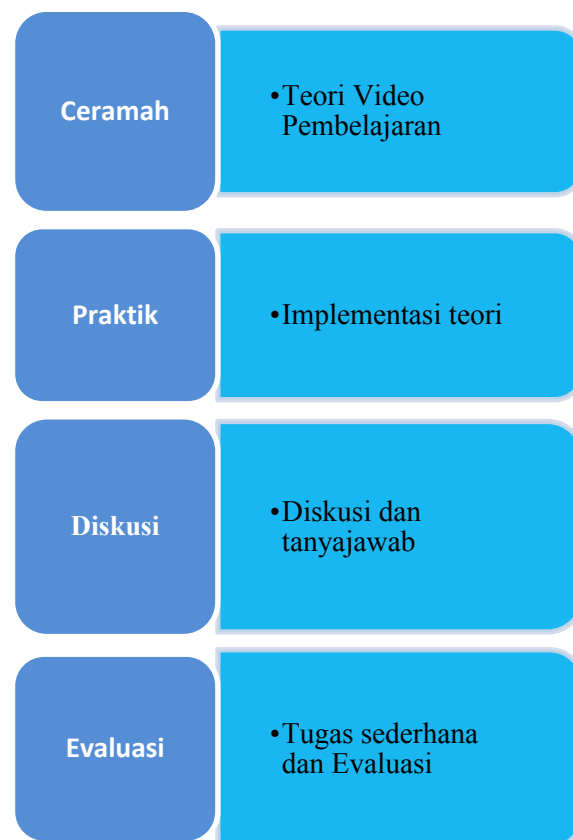 Ceramah
•Teori Video
Pembelajaran
Praktik
•Implementasi teori
Diskusi
•Diskusi dan
tanyajawab
Evaluasi
•Tugas sederhana
dan Evaluasi